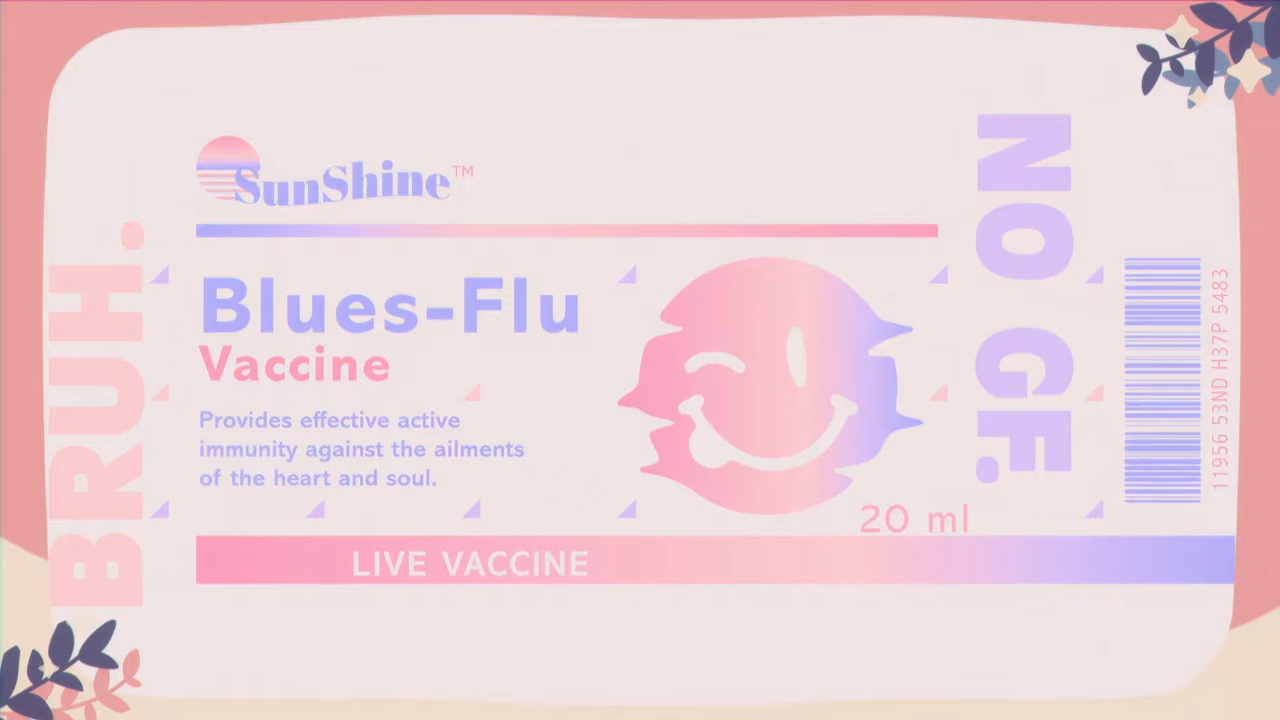 BRUH.
SunShine™
Blues-Flu
Vaccine
Provides effective active
immunity against the ailments
of the heart and soul.
20 ml
LIVE VACCINE
NO GF.
11956 53ND H37P 5483